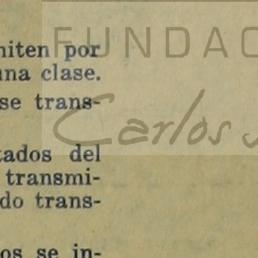 FUNDAC
niten por
una clase.
se trans-
Carlos
tados del
transmi-
do trans-
os se in-